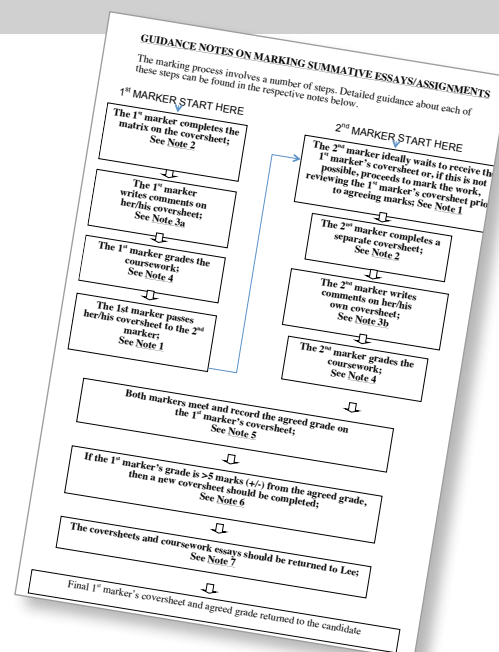 GUIDANCE NOTES ON MARKING SUMMATIVE ESSAYS/ASSIGNMENTS
The marking process involves a number of steps. Detailed guidance about each of
these steps can be found in the respective notes below.
1st MARKER START HERE
The 1st marker completes the
matrix on the coversheet;
See Note 2
The 1st marker
writes comments on
her/his coversheet;
See Note 3a
The 1st marker grades the
coursework;
See Note 4
The 1st marker passes
her/his coversheet to the 2nd
marker;
See Note 1
2nd MARKER START HERE
The 2nd marker ideally waits to receive
1st marker's coversheet or, if this is not
possible, proceeds to mark the work,
reviewing the 1st marker's coversheet
to agreeing marks; See Note 1
The 2nd marker completes a
separate coversheet;
See Note 2
The 2nd marker writes
comments on her/his
own coversheet;
See Note 3b
The 2nd marker grades the
coursework;
See Note 4
Both markers meet and record the agreed grade on
the 1st marker's coversheet;
See Note 5
If the 1st marker's grade is >5 marks (+/-) from the agreed grade,
then a new coversheet should be completed;
See Note 6
The coversheets and coursework essays should be returned to Lee;
See Note 7
Final 1st marker's coversheet and agreed grade returned to the candidate